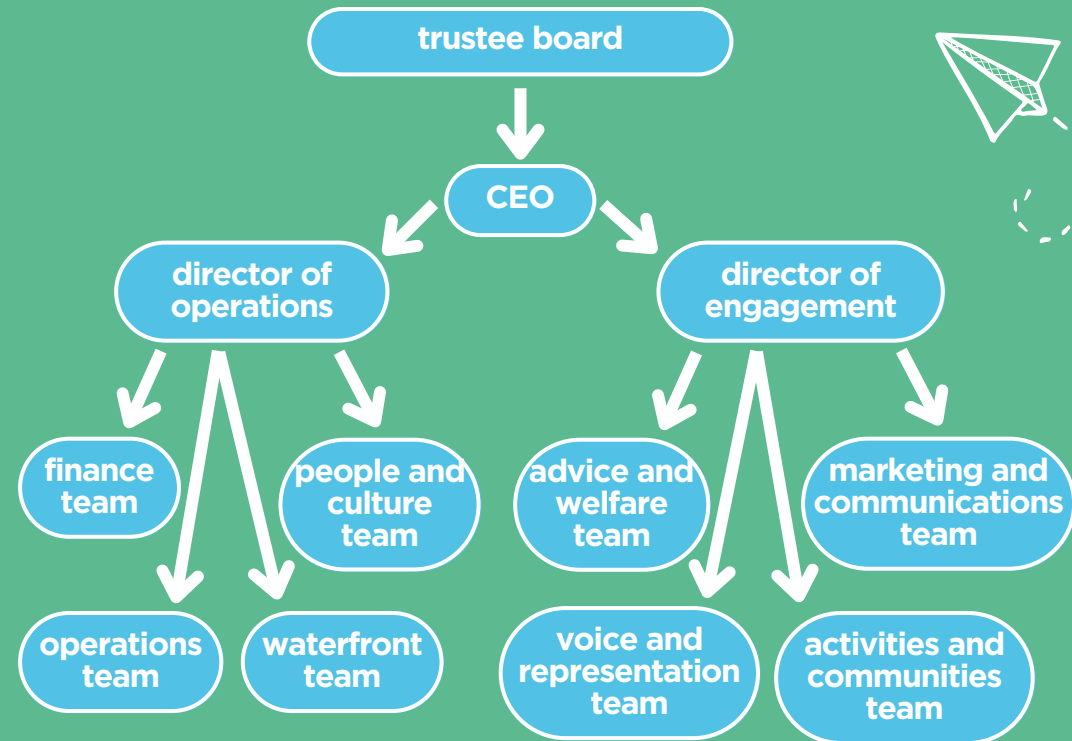 trustee board
CEO
director of
operations
director of
engagement
finance
team
people and
culture
team
advice and
welfare
team
marketing and
communications
team
operations
team
waterfront
team
voice and
representation
team
activities and
communities
team